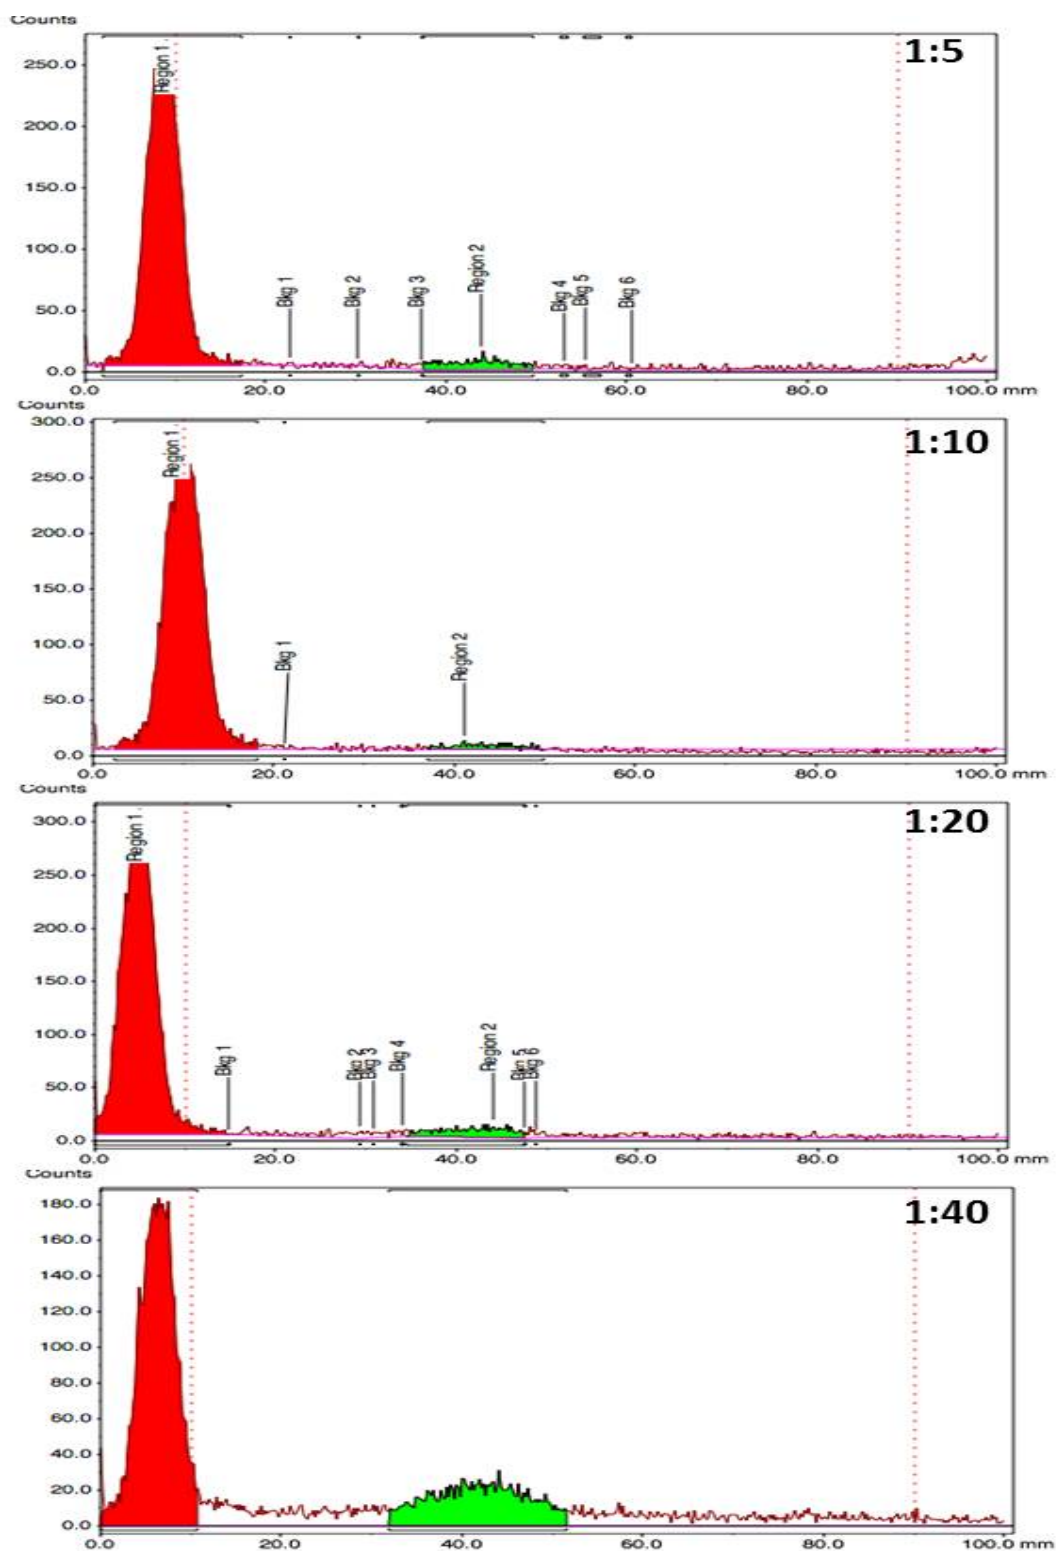 Counts
1:5
250.0
200.0
150.0
100.0
50.0
0.0
Region 1
Bkg 1
Bkg 2
Bkg 3
Region 2
Bkg 4
Bkg 5
Bkg 6
0.0 20.0 40.0 60.0 80.0 100.0 mm
Counts
1:10
300.0
250.0
200.0
150.0
100.0
50.0
0.0
Region 1
Bkg 1
Region 2
0.0 20.0 40.0 60.0 80.0 100.0 mm
Counts
1:20
300.0
250.0
200.0
150.0
100.0
50.0
0.0
Region 1
Bkg 1
Bkg 2
Bkg 3
Bkg 4
Region 2
Bkg 5
Bkg 6
0.0 20.0 40.0 60.0 80.0 100.0 mm
Counts
1:40
180.0
160.0
140.0
120.0
100.0
80.0
60.0
40.0
20.0
0.0
0.0 20.0 40.0 60.0 80.0 100.0 mm